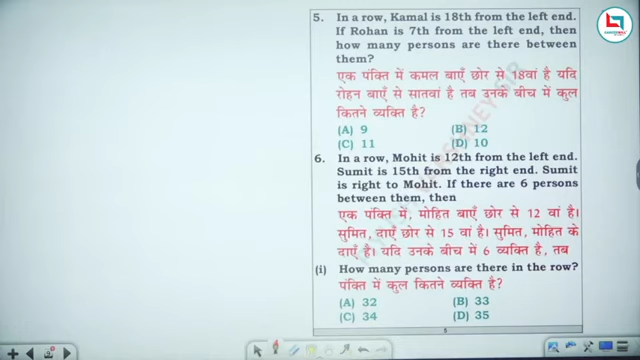 5. In a row, Kamal is 18th from the left end.
If Rohan is 7th from the left end, then
how many persons are there between
them?
एक पंक्ति में कमल बाएँ छोर से 18वां है यदि
रोहन बाएँ से सातवां है तब उनके बीच में कुल
कितने व्यक्ति है?
(A) 9 (B) 12
(C) 11 (D) 10
6. In a row, Mohit is 12th from the left end.
Sumit is 15th from the right end. Sumit
is right to Mohit. If there are 6 persons
between them, then
एक पंक्ति में, मोहित बाएँ छोर से 12 वां है।
सुमित, दाएँ छोर से 15 वां है। सुमित, मोहित के
दाएँ है। यदि उनके बीच में 6 व्यक्ति है, तब
(i) How many persons are there in the row?
पंक्ति में कुल कितने व्यक्ति है?
(A) 32 (B) 33
(C) 34 (D) 35
5